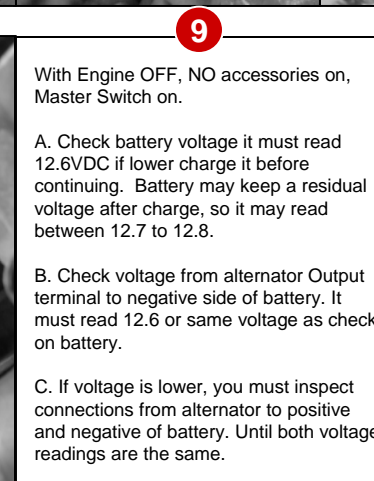 9
With Engine OFF, NO accessories on,
Master Switch on.
A. Check battery voltage it must read
12.6VDC if lower charge it before
continuing. Battery may keep a residual
voltage after charge, so it may read
between 12.7 to 12.8.
B. Check voltage from alternator Output
terminal to negative side of battery. It
must read 12.6 or same voltage as check
on battery.
C. If voltage is lower, you must inspect
connections from alternator to positive
and negative of battery. Until both voltage
readings are the same.